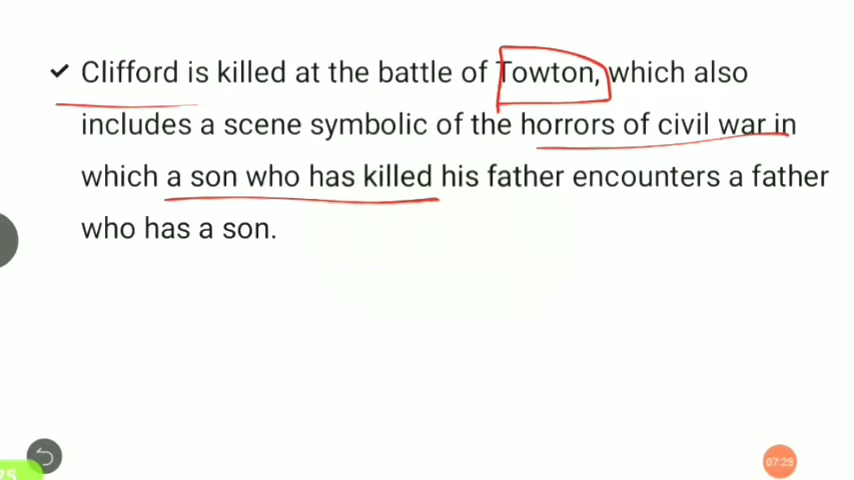 Clifford is killed at the battle of Towton, which also
includes a scene symbolic of the horrors of civil war in
which a son who has killed his father encounters a father
who has a son.
25
07:25